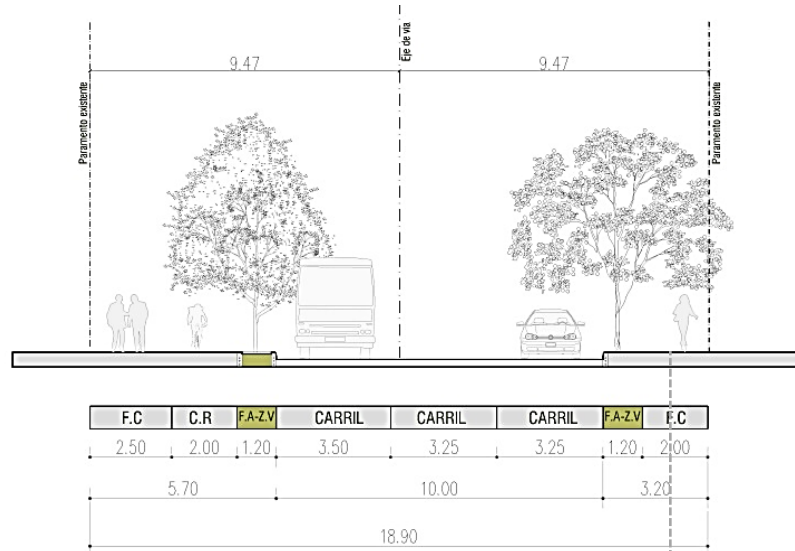 Eje de vía
9.47 9.47
Paramento existente
Paramento existente
F.C C.R F.A-Z.V CARRIL CARRIL CARRIL F.A-Z.V F.C
2.50 2.00 1.20 3.50 3.25 3.25 1.20 2.00
5.70 10.00 3.20
18.90